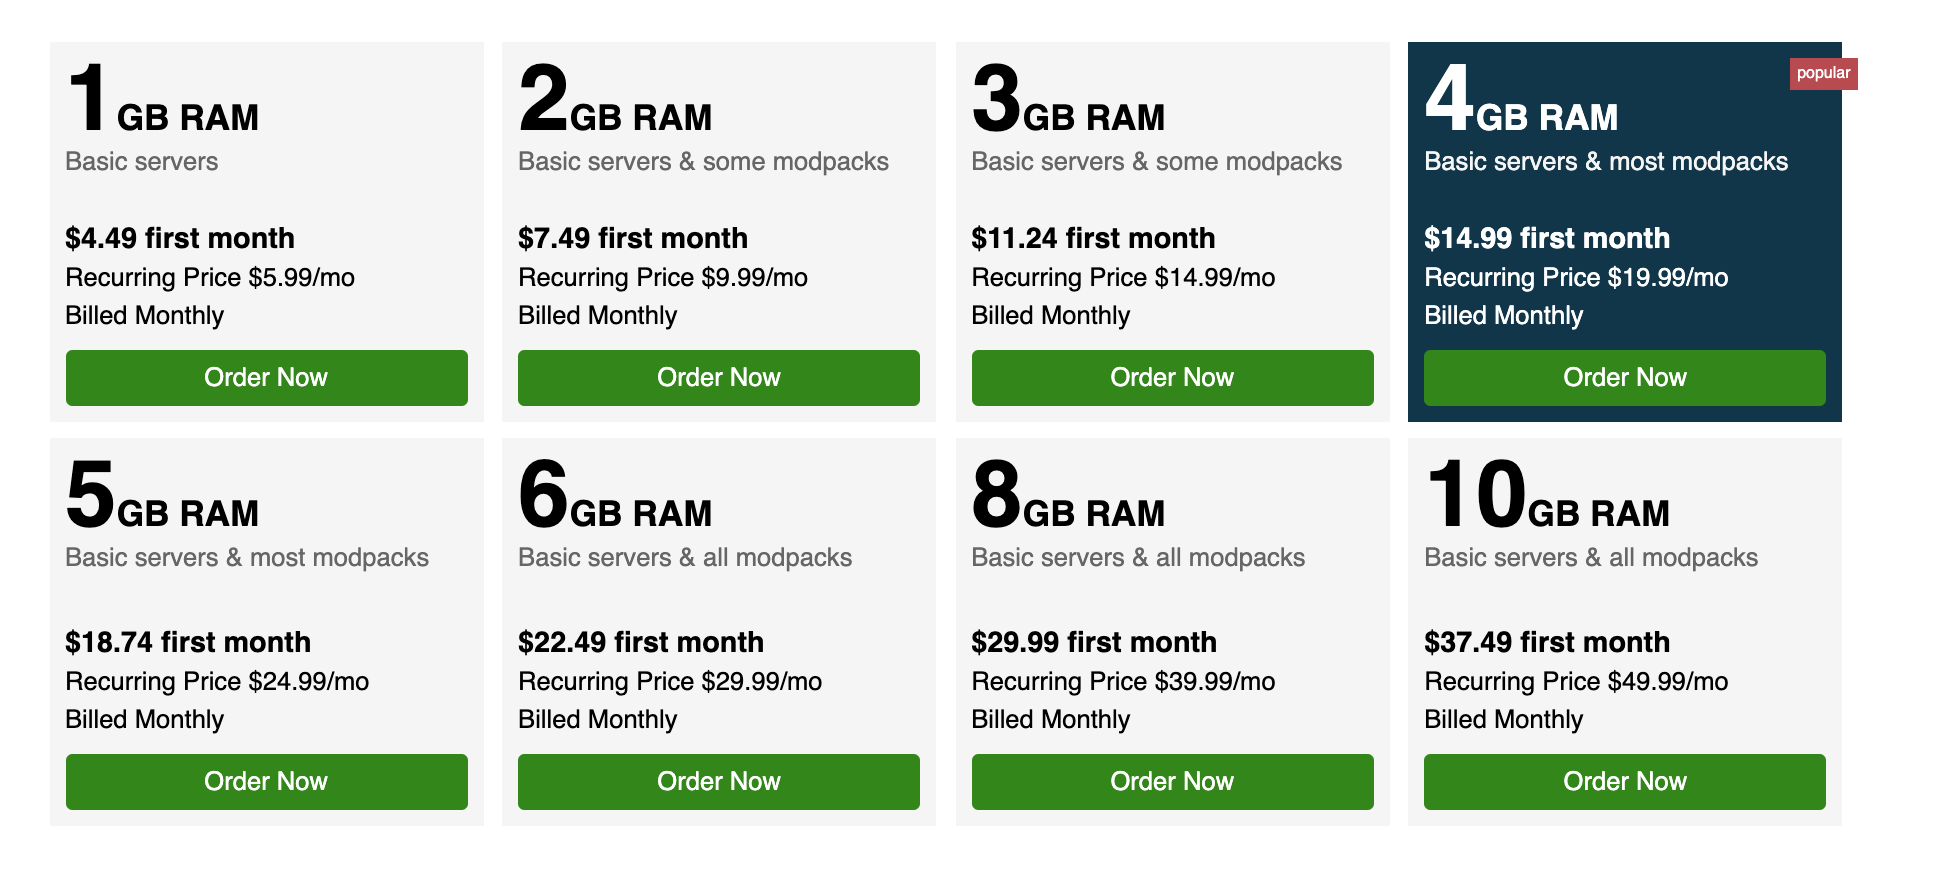 1 GB RAM
Basic servers
$4.49 first month
Recurring Price $5.99/mo
Billed Monthly
Order Now
2GB RAM
Basic servers & some modpacks
$7.49 first month
Recurring Price $9.99/mo
Billed Monthly
Order Now
3GB RAM
Basic servers & some modpacks
$11.24 first month
Recurring Price $14.99/mo
Billed Monthly
Order Now
popular
4GB RAM
Basic servers & most modpacks
$14.99 first month
Recurring Price $19.99/mo
Billed Monthly
Order Now
5GB RAM
Basic servers & most modpacks
$18.74 first month
Recurring Price $24.99/mo
Billed Monthly
Order Now
6GB RAM
Basic servers & all modpacks
$22.49 first month
Recurring Price $29.99/mo
Billed Monthly
Order Now
8GB RAM
Basic servers & all modpacks
$29.99 first month
Recurring Price $39.99/mo
Billed Monthly
Order Now
10GB RAM
Basic servers & all modpacks
$37.49 first month
Recurring Price $49.99/mo
Billed Monthly
Order Now